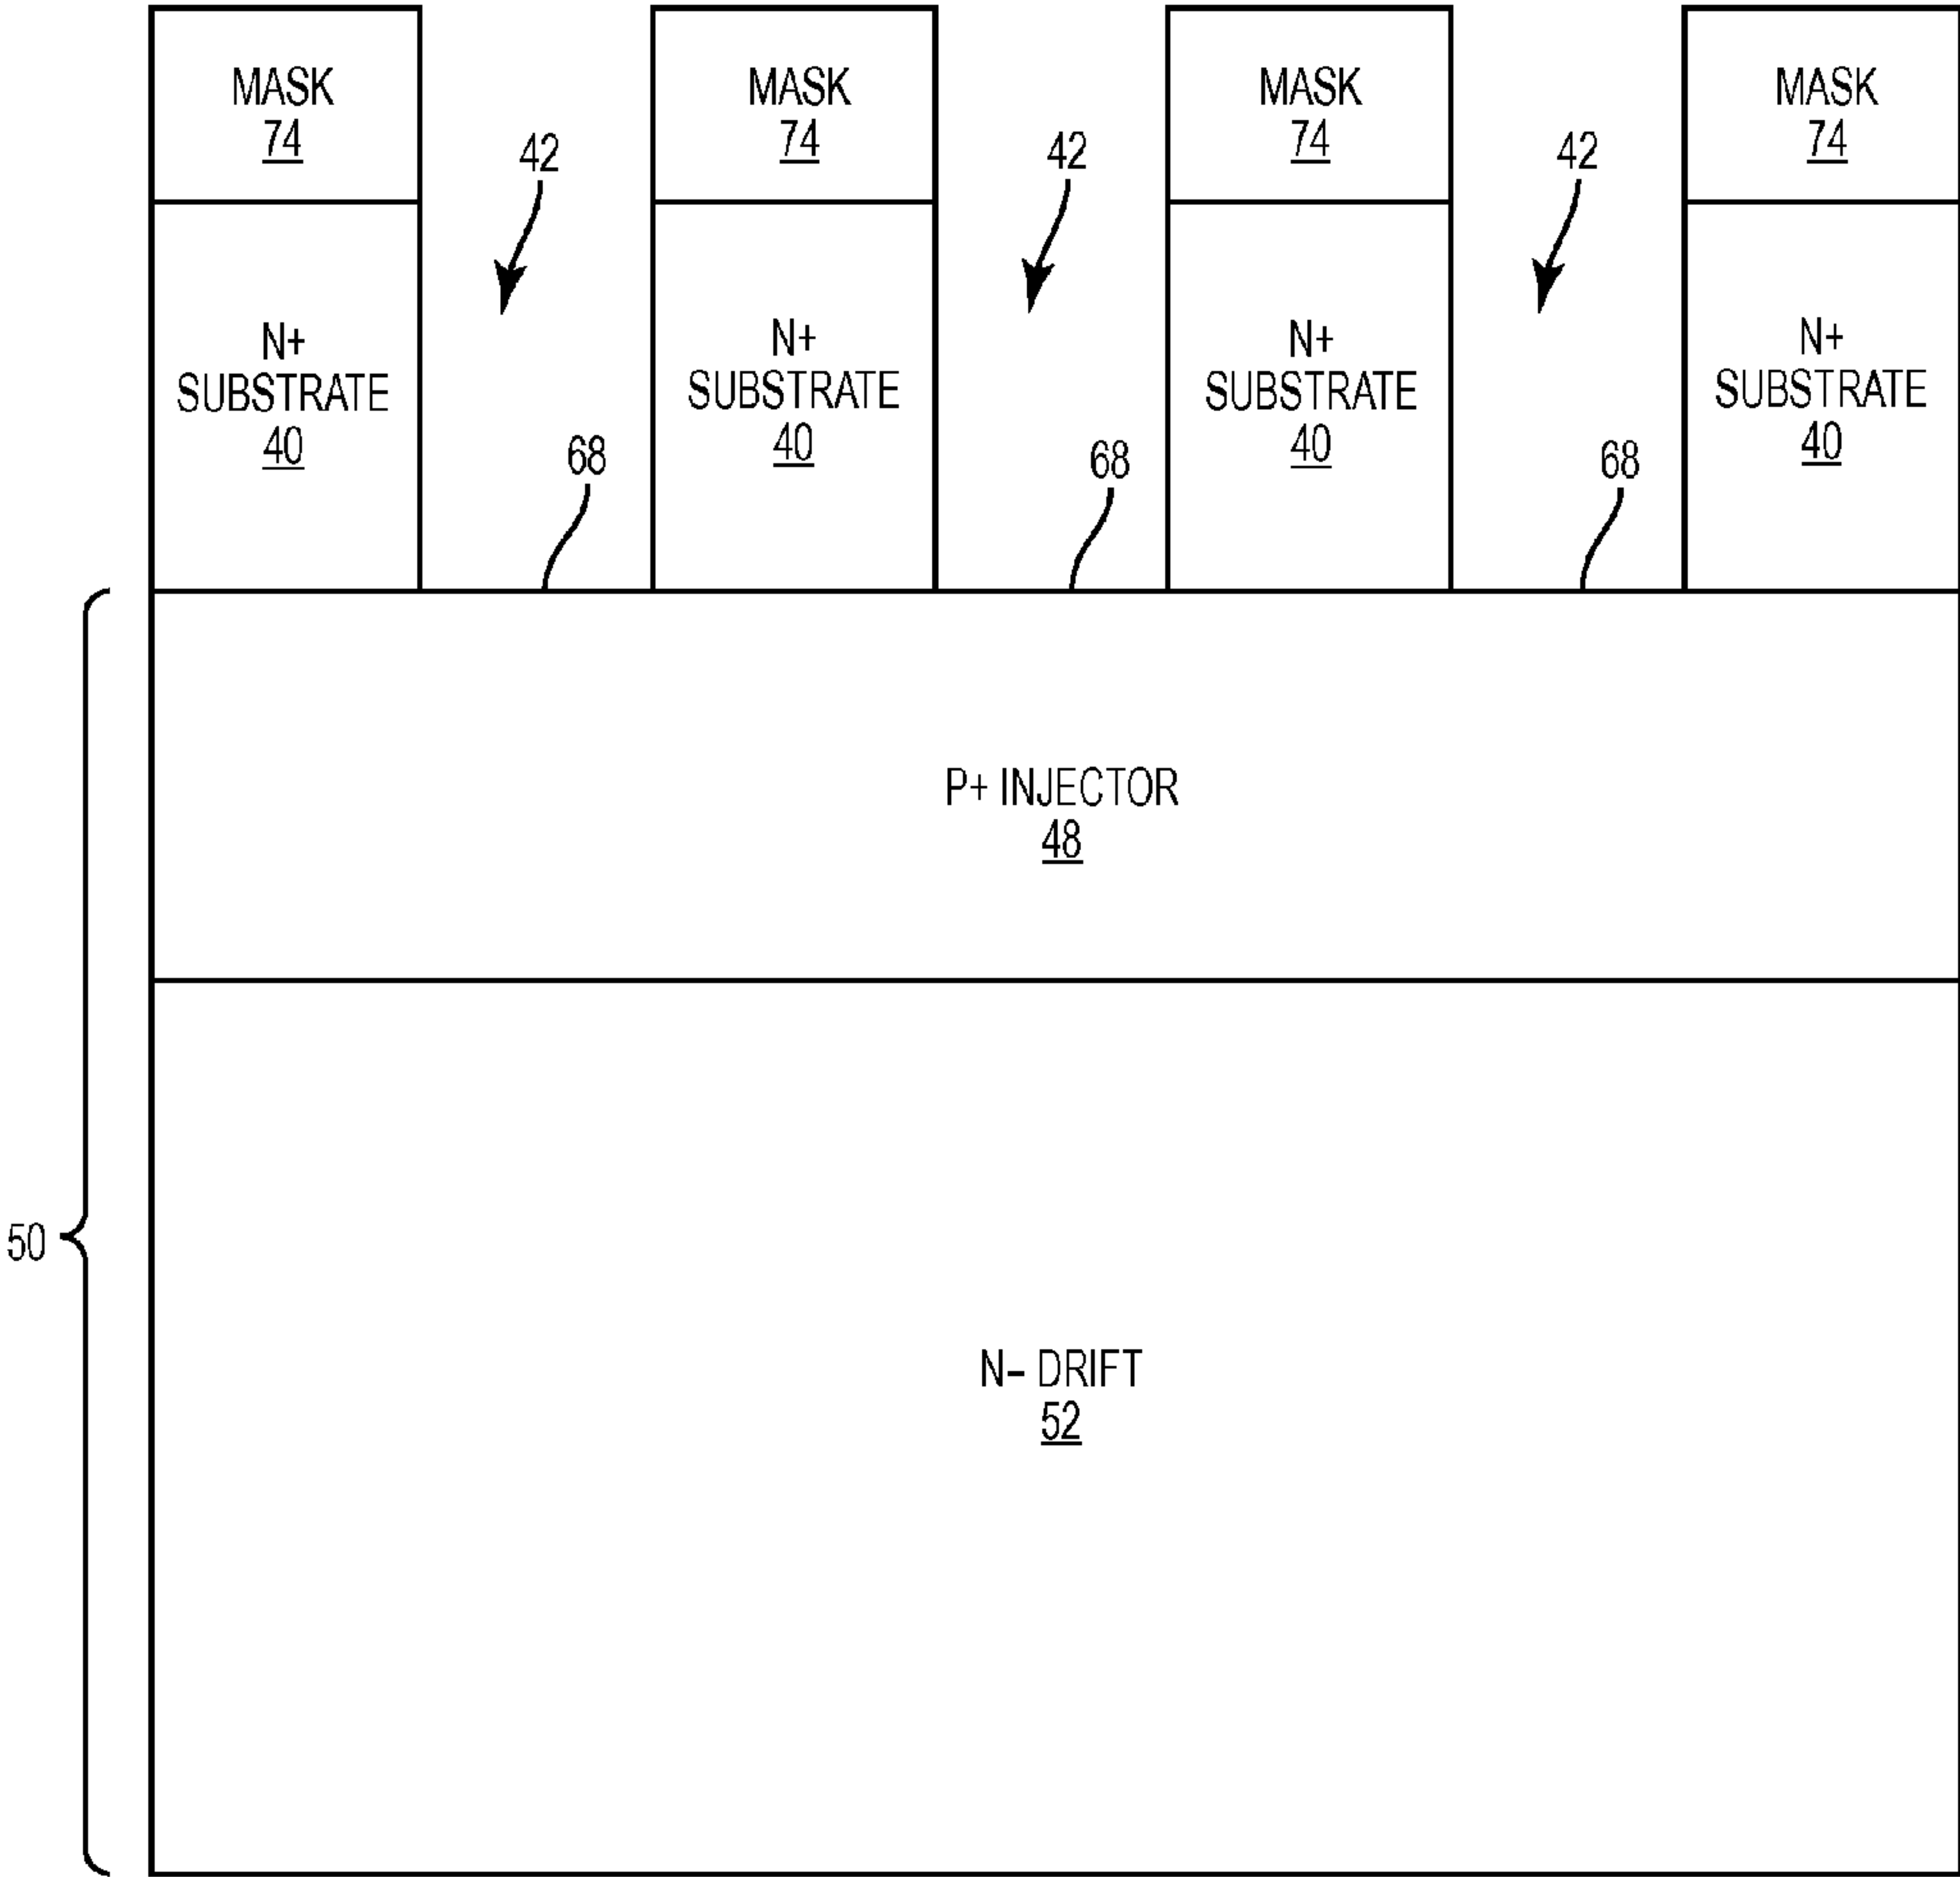 MASK
74
MASK
74
MASK
74
MASK
74
42
42
42
N+
SUBSTRATE
40
N+
SUBSTRATE
40
N+
SUBSTRATE
40
N+
SUBSTRATE
40
68
68
68
P+ INJECTOR
48
50
N- DRIFT
52